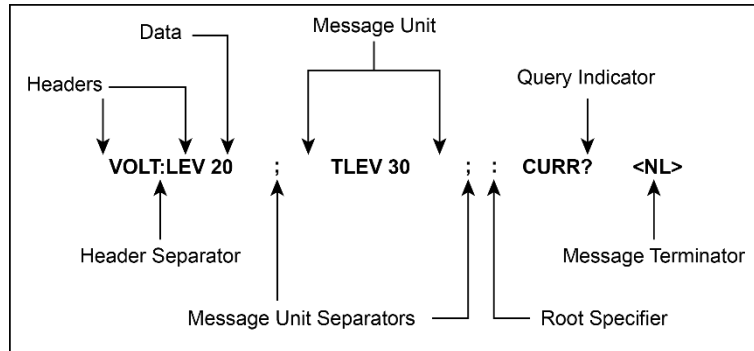 Data
Message Unit
Headers
Query Indicator
VOLT:LEV 20 ; TLEV 30 ; : CURR? <NL>
Header Separator
Message Terminator
Message Unit Separators
Root Specifier